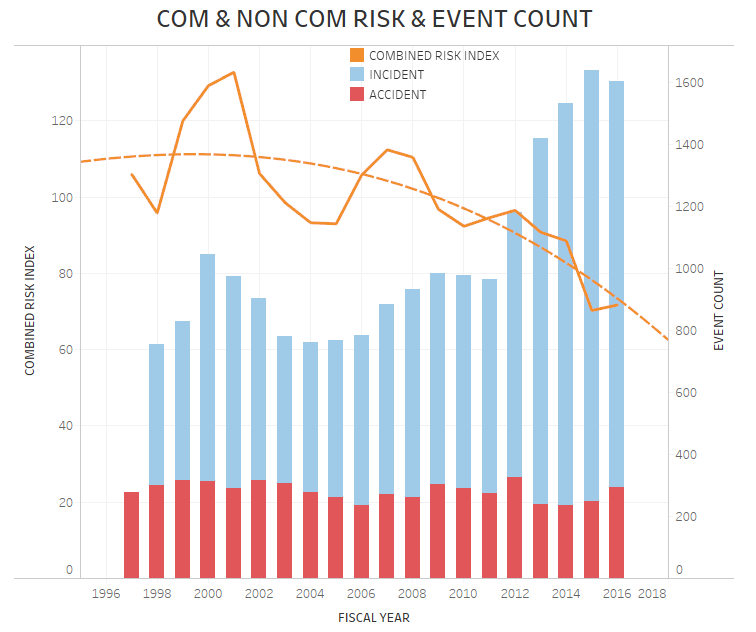 COM & NON COM RISK & EVENT COUNT
COMBINED RISK INDEX
INCIDENT
ACCIDENT
120
100
80
60
40
20
0
COMBINED RISK INDEX
1600
1400
1200
1000
800
600
400
200
0
EVENT COUNT
1996 1998 2000 2002 2004 2006 2008 2010 2012 2014 2016 2018
FISCAL YEAR